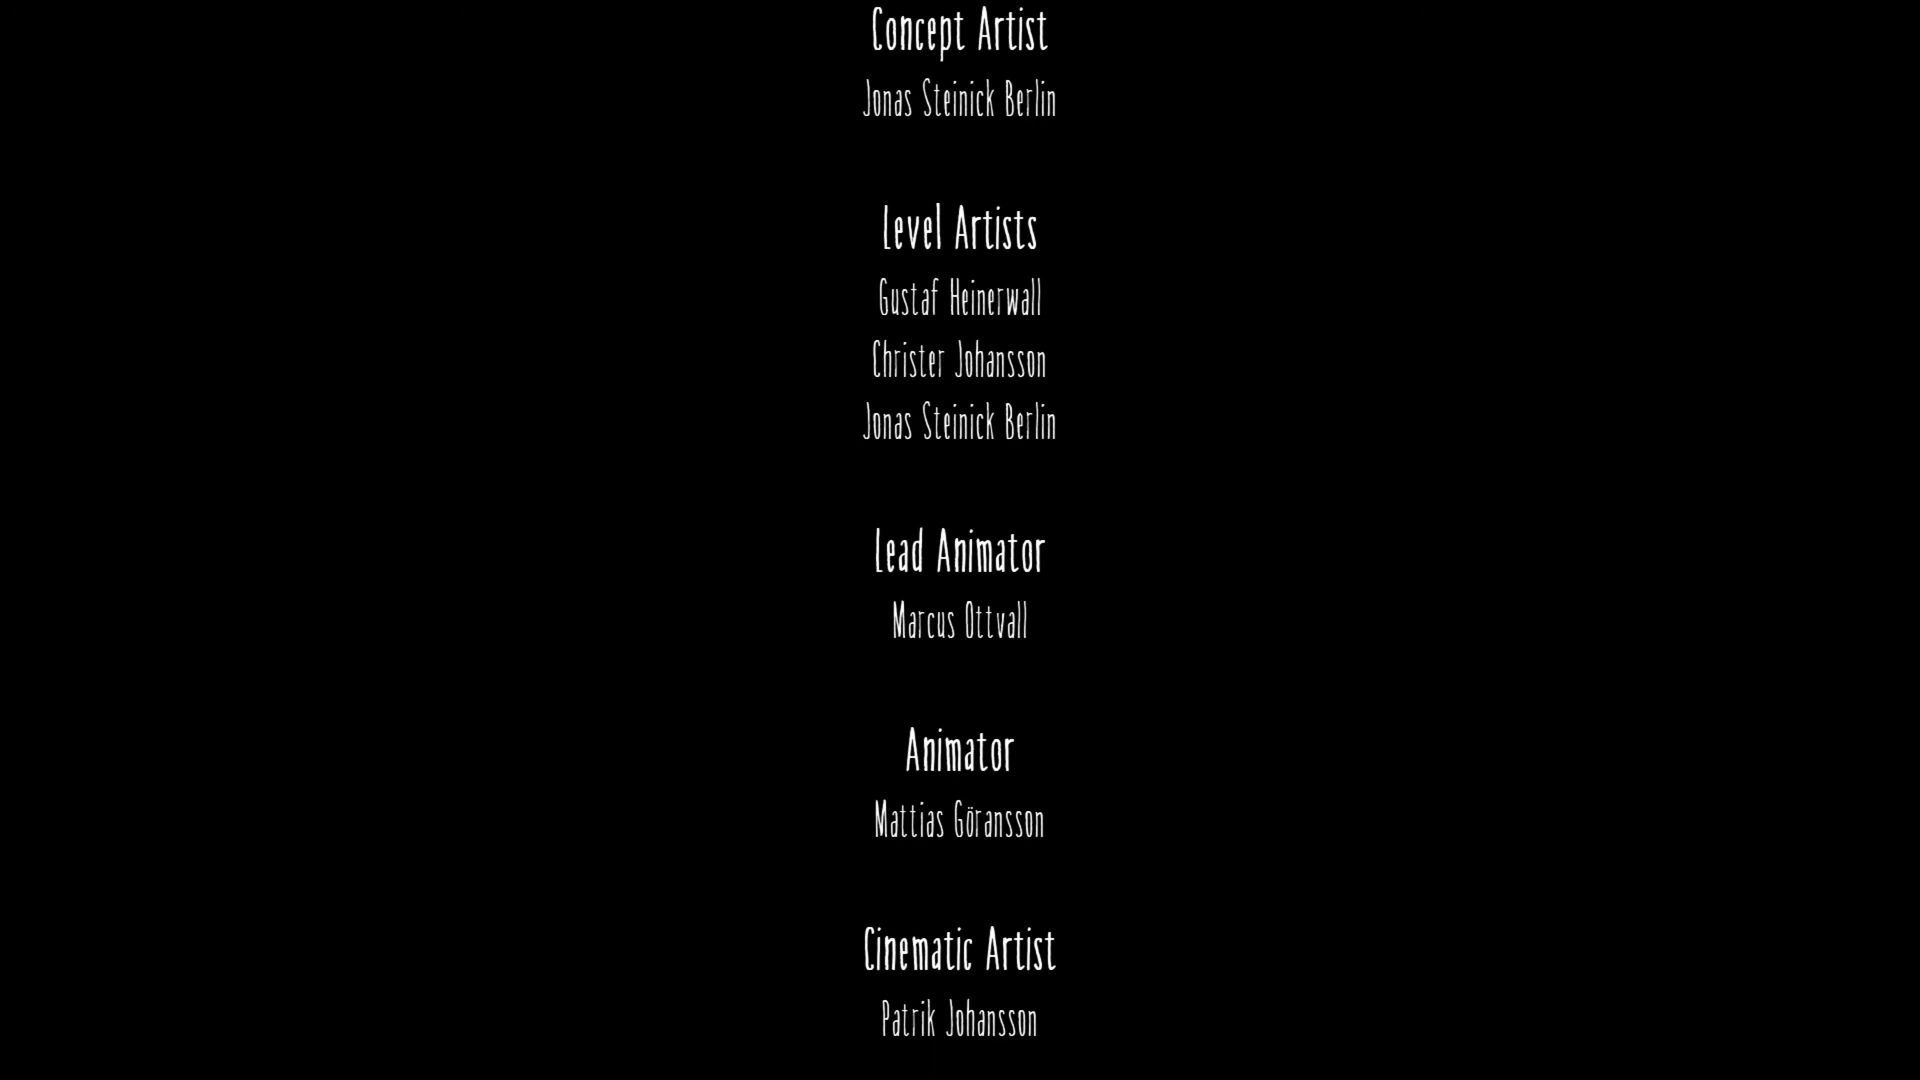 Concept Artist
Jonas Steinick Berlin
Level Artists
Gustaf Heinerwall
Christer Johansson
Jonas Steinick Berlin
Lead Animator
Marcus Ottvall
Animator
Mattias Göransson
Cinematic Artist
Patrik Johansson